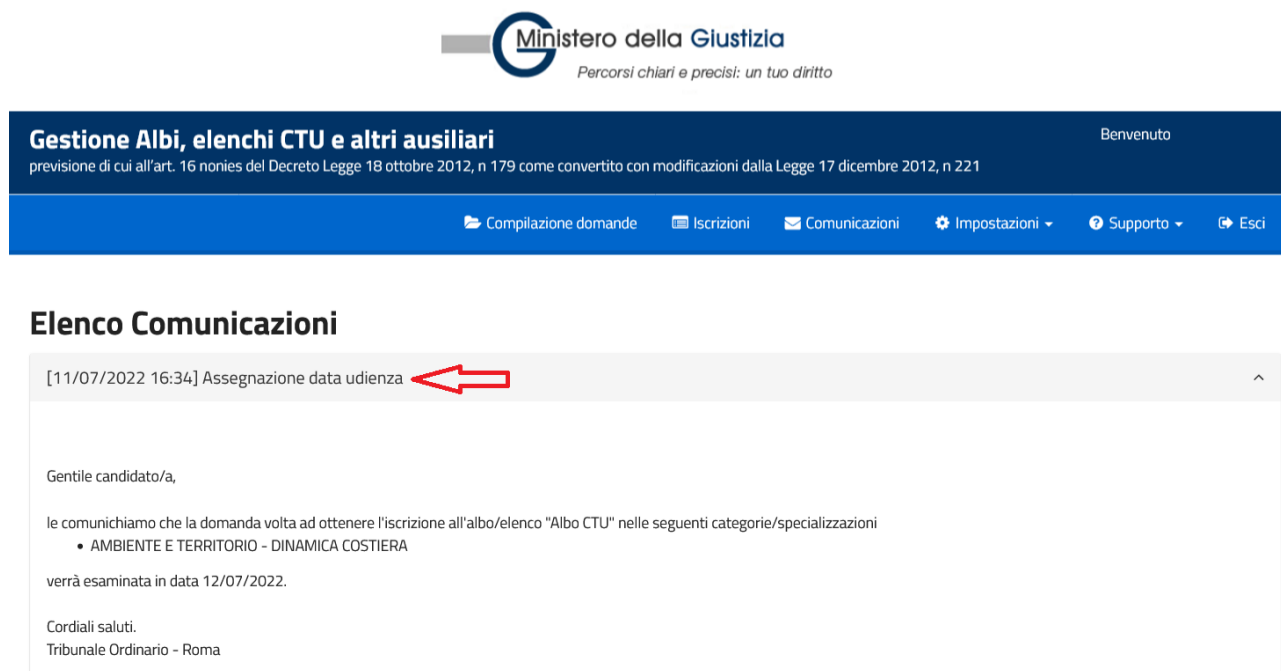 Ministero della Giustizia
Percorsi chiari e precisi: un tuo diritto
Gestione Albi, elenchi CTU e altri ausiliari
Benvenuto
previsione di cui all'art. 16 nonies del Decreto Legge 18 ottobre 2012, n 179 come convertito con modificazioni dalla Legge 17 dicembre 2012, n 221
Compilazione domande Iscrizioni Comunicazioni Impostazioni Supporto Esci
Elenco Comunicazioni
[11/07/2022 16:34] Assegnazione data udienza
Gentile candidato/a,
le comunichiamo che la domanda volta ad ottenere l'iscrizione all'albo/elenco "Albo CTU" nelle seguenti categorie/specializzazioni
• AMBIENTE E TERRITORIO - DINAMICA COSTIERA
verrà esaminata in data 12/07/2022.
Cordiali saluti.
Tribunale Ordinario - Roma